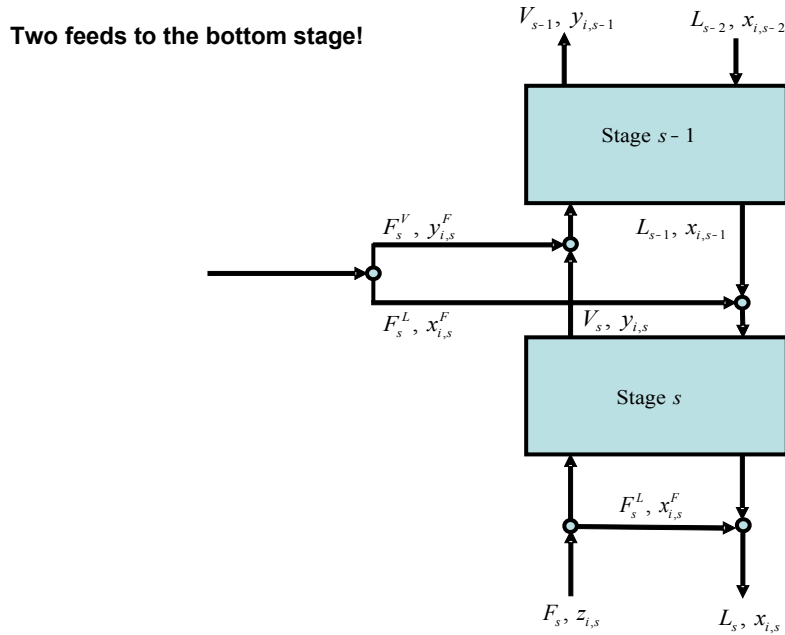 Two feeds to the bottom stage!
V_{s-1}, y_{i,s-1}
L_{s-2}, x_{i,s-2}
Stage s-1
F_s^V, y_{i,s}^F
L_{s-1}, x_{i,s-1}
F_s^L, x_{i,s}^F
V_s, y_{i,s}
Stage s
F_s^L, x_{i,s}^F
F_s, z_{i,s}
L_s, x_{i,s}